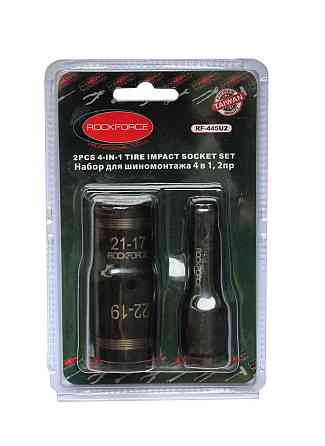 TAIWAN
ROCKFORCE
RF-445U2
2PCS 4-IN-1 TIRE IMPACT SOCKET SET
Набор для шиномонтажа 4 в 1, 2пр
21-17
ROCKFORCE
22-19
ROCKFORCE